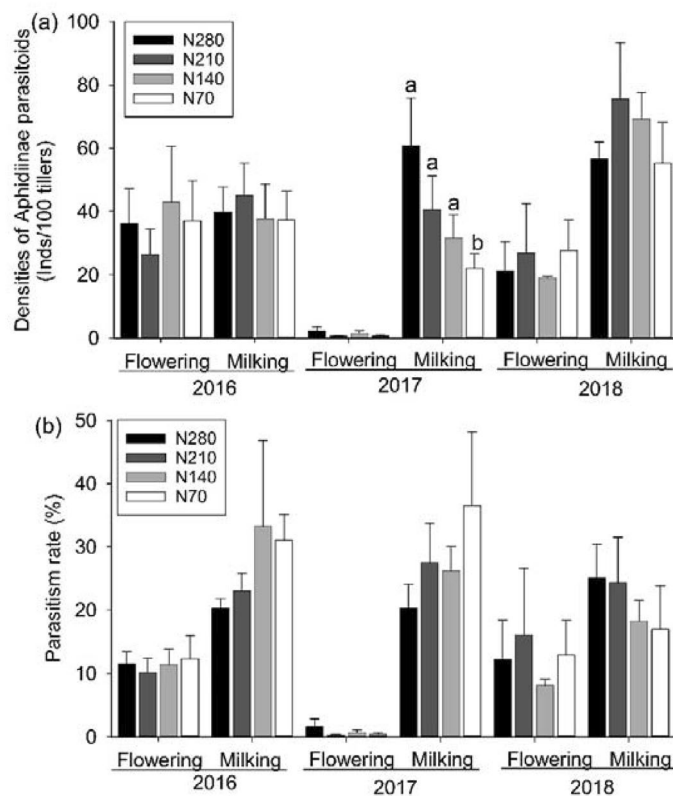 (a)
100
80
60
40
20
0
Densities of Aphidiinae parasitoids
(Inds/100 tillers)
N280
N210
N140
N70
a
a
a
b
Flowering Milking Flowering Milking Flowering Milking
2016 2017 2018
(b)
50
40
30
20
10
0
Parasitism rate (%)
N280
N210
N140
N70
Flowering Milking Flowering Milking Flowering Milking
2016 2017 2018